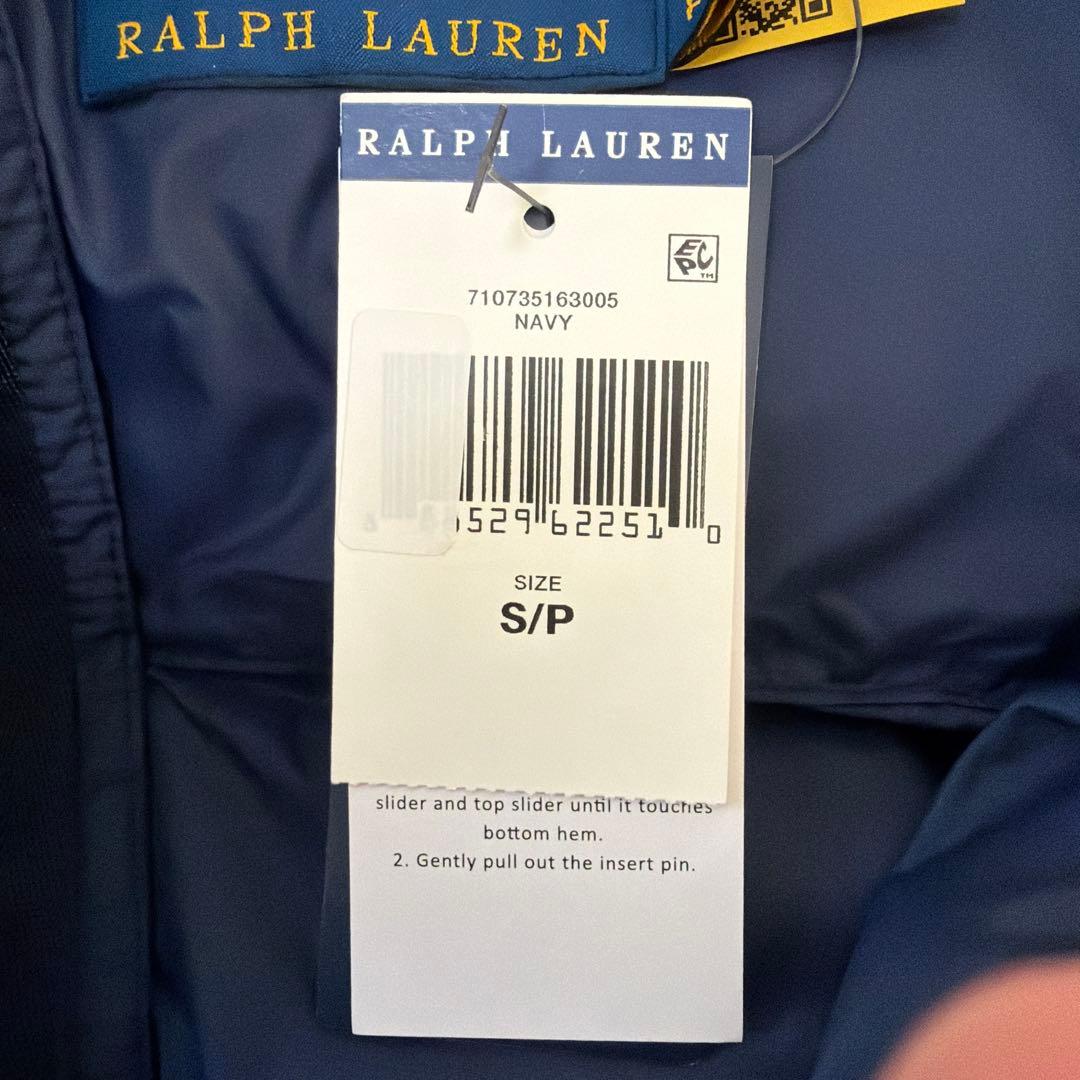 RALPH LAUREN
RALPH LAUREN
EPC
TM
710735163005
NAVY
529 62251 0
SIZE
S/P
slider and top slider until it touches
bottom hem.
2. Gently pull out the insert pin.